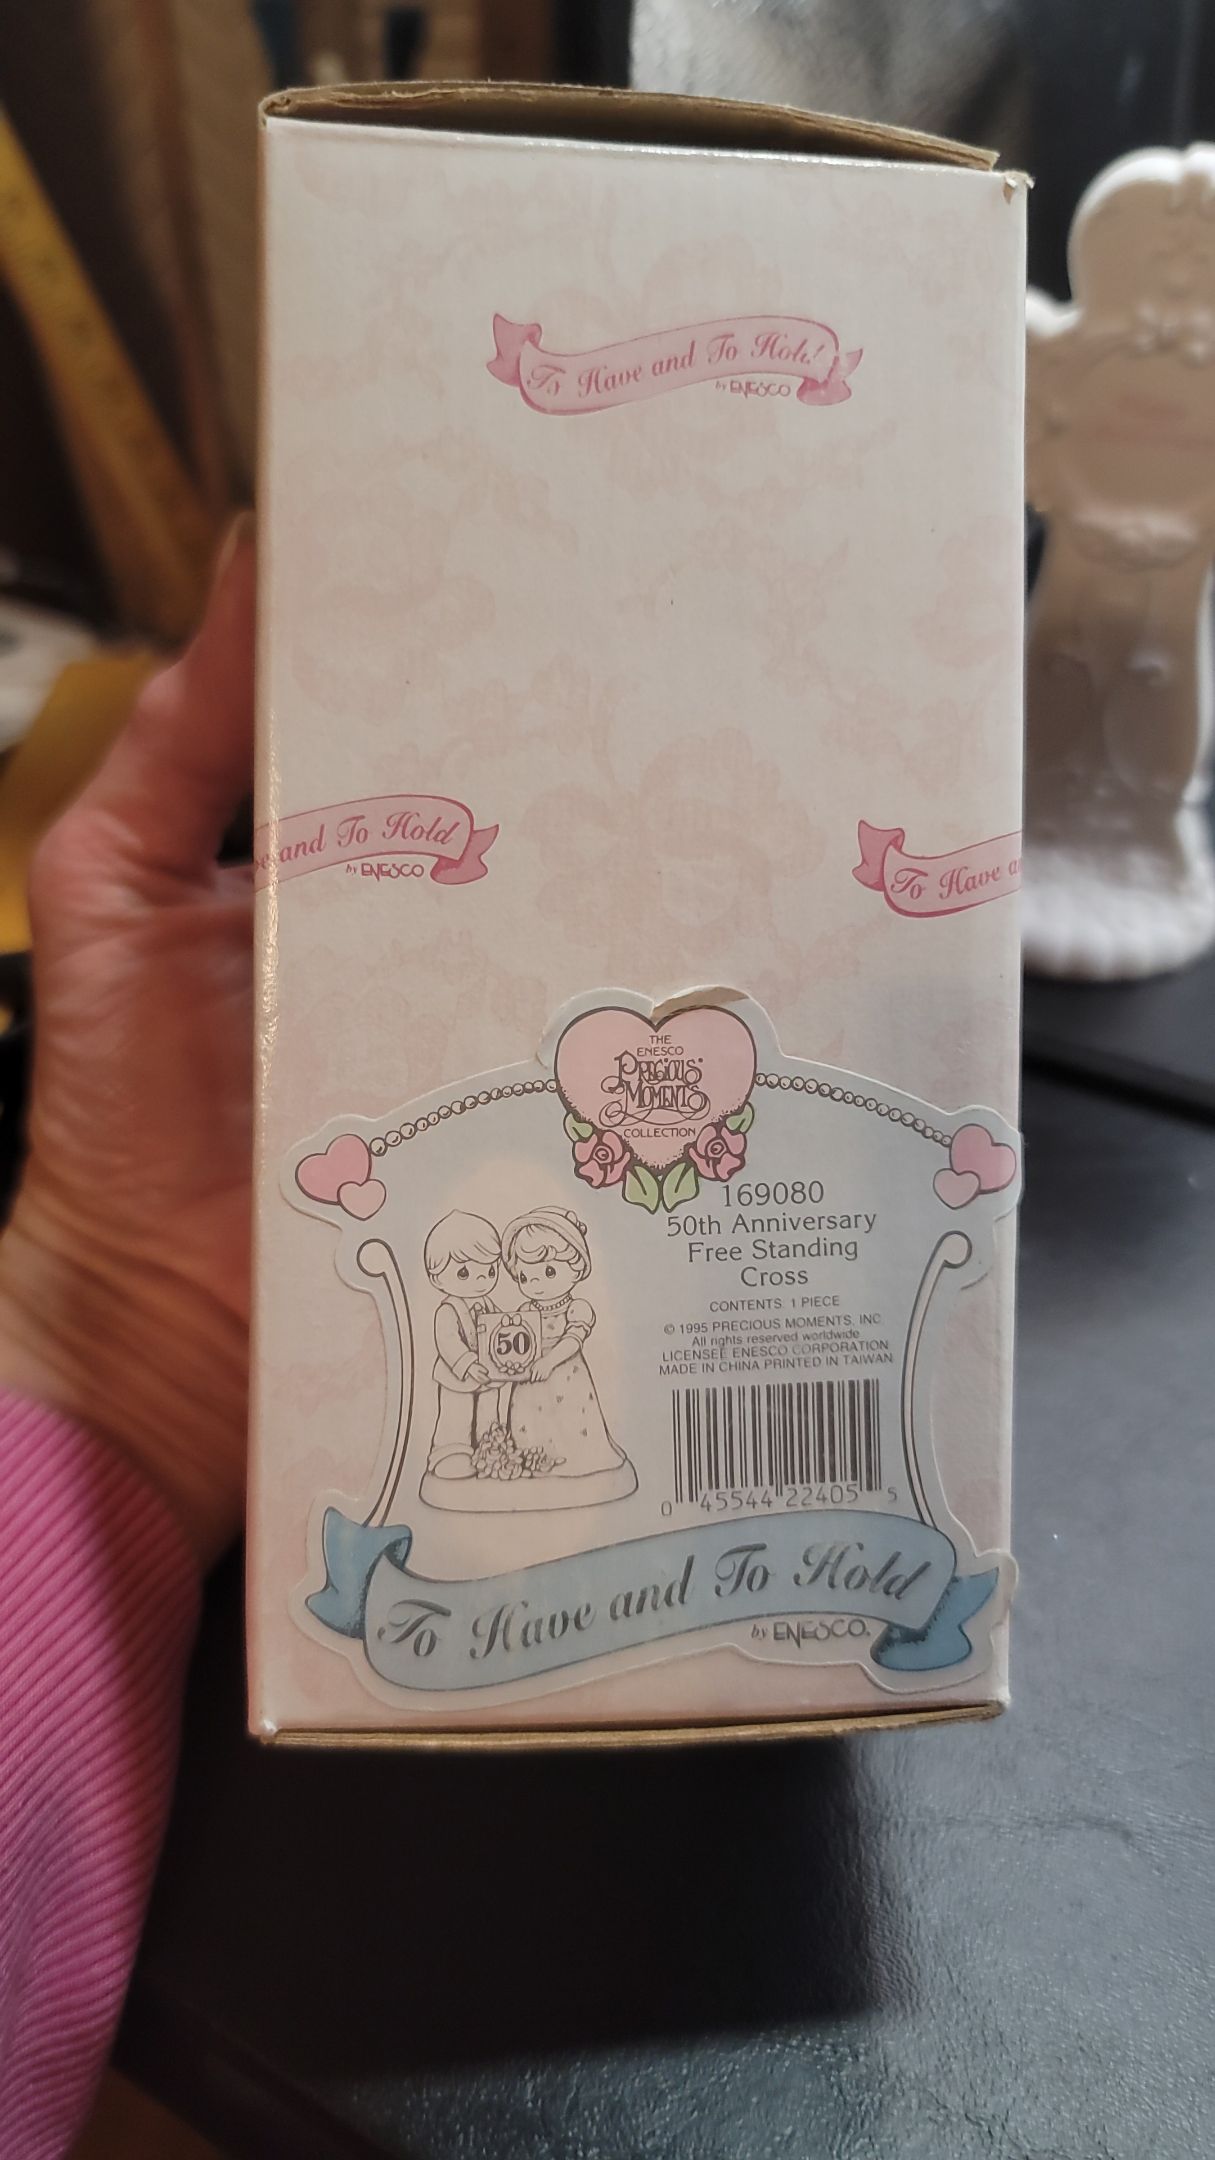 To Have and To Hold
by ENESCO
and To Hold
by ENESCO
To Have a
THE
ENESCO
PRECIOUS
MOMENTS
COLLECTION
169080
50th Anniversary
Free Standing
Cross
CONTENTS: 1 PIECE
© 1995 PRECIOUS MOMENTS, INC.
All rights reserved worldwide
LICENSEE ENESCO CORPORATION
MADE IN CHINA PRINTED IN TAIWAN
50
0 45544 22405 5
To Have and To Hold
by ENESCO.